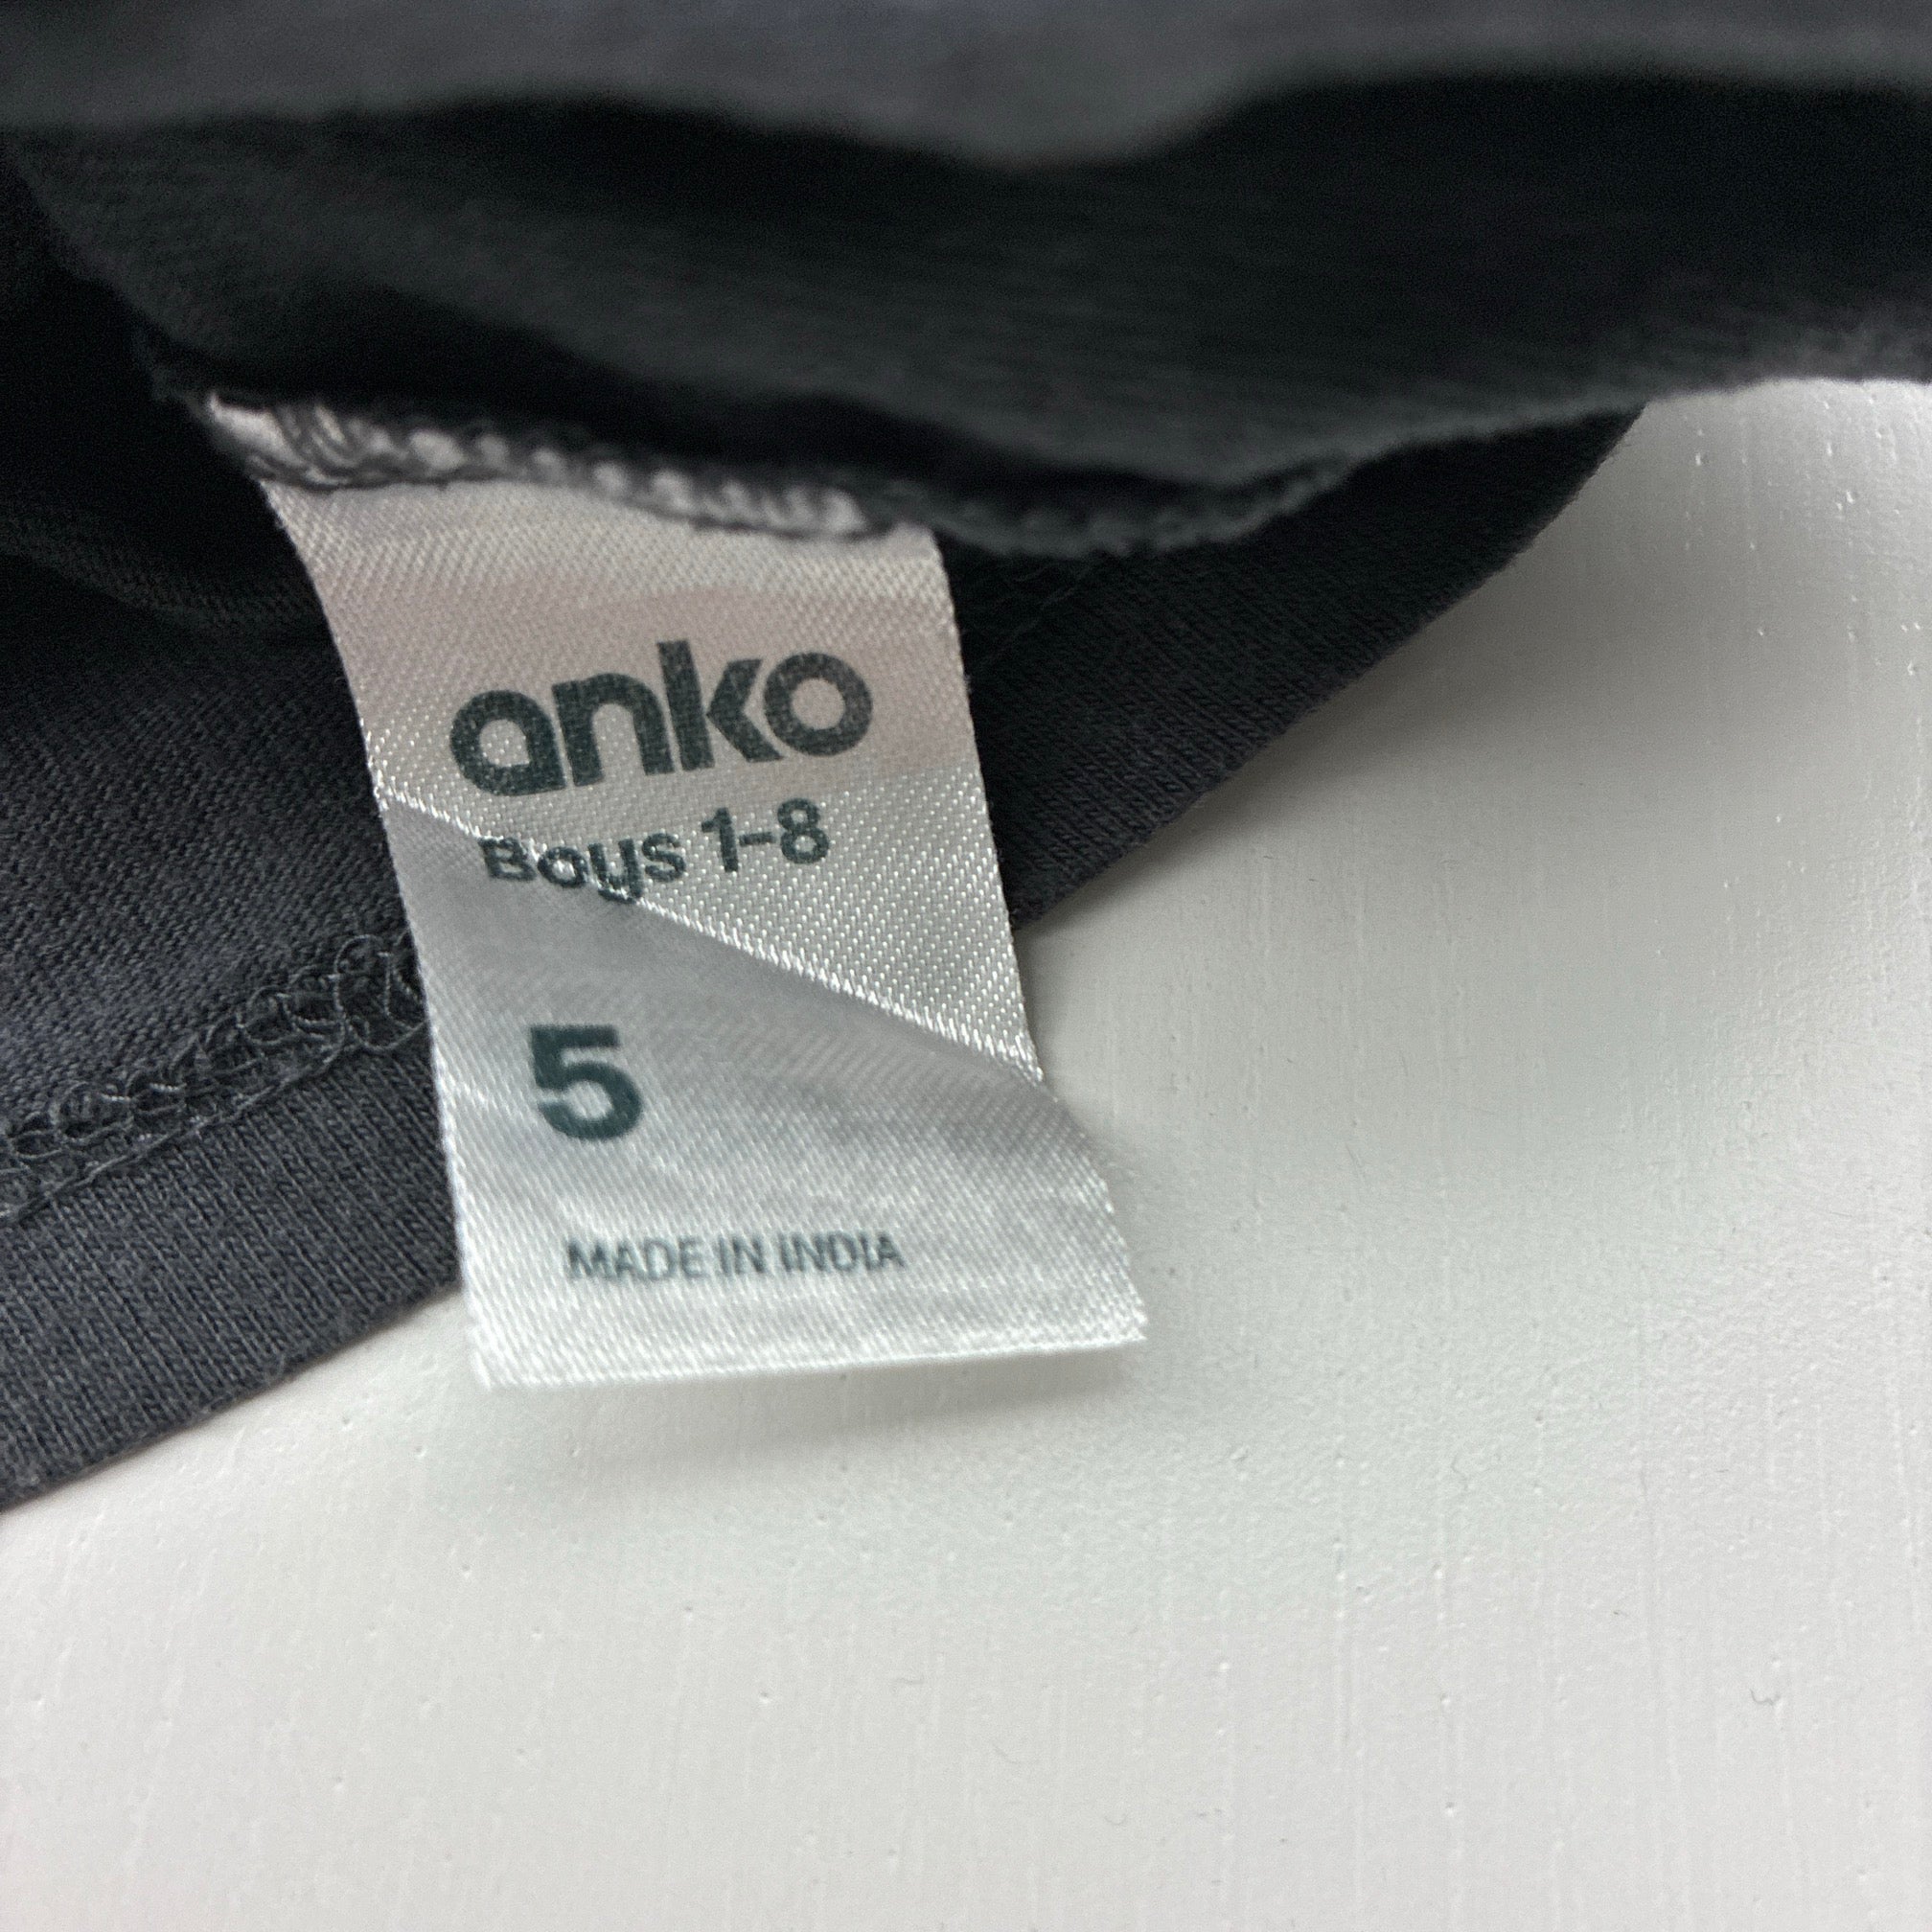 anko
Boys 1-8
5
MADE IN INDIA